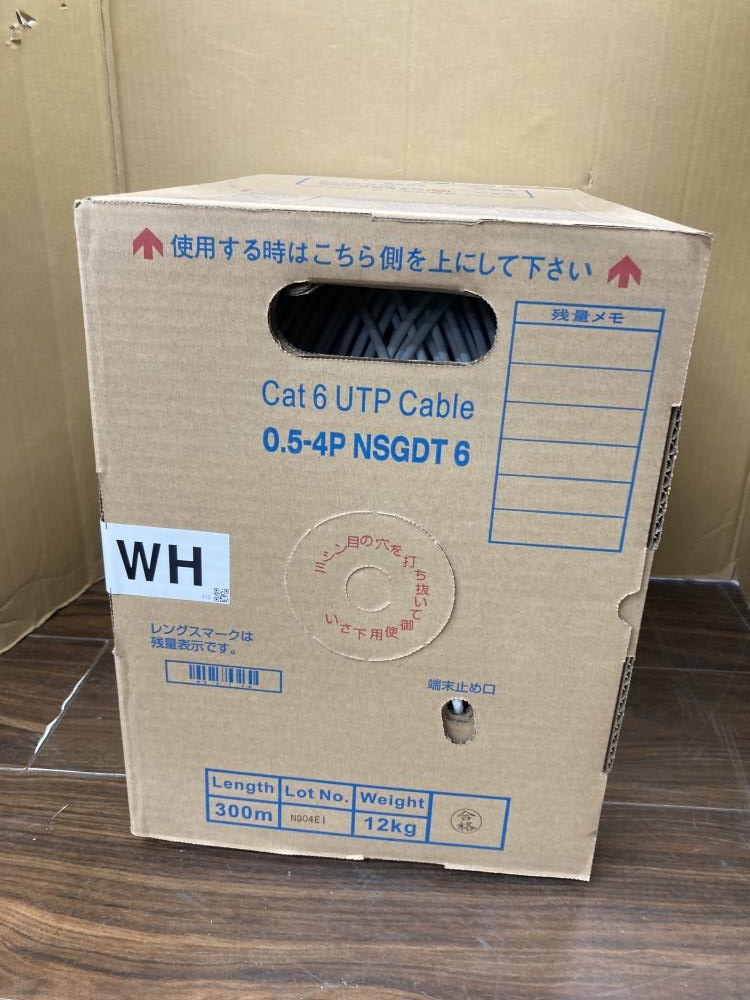 使用する時はこちら側を上にして下さい
残量メモ
Cat 6 UTP Cable
0.5-4P NSGDT 6
ミシン目の穴を打ち抜いて御使用下さい
WH
レングスマークは
残量表示です。
端末止め口
Length Lot No. Weight
300m N904E1 12kg
合格